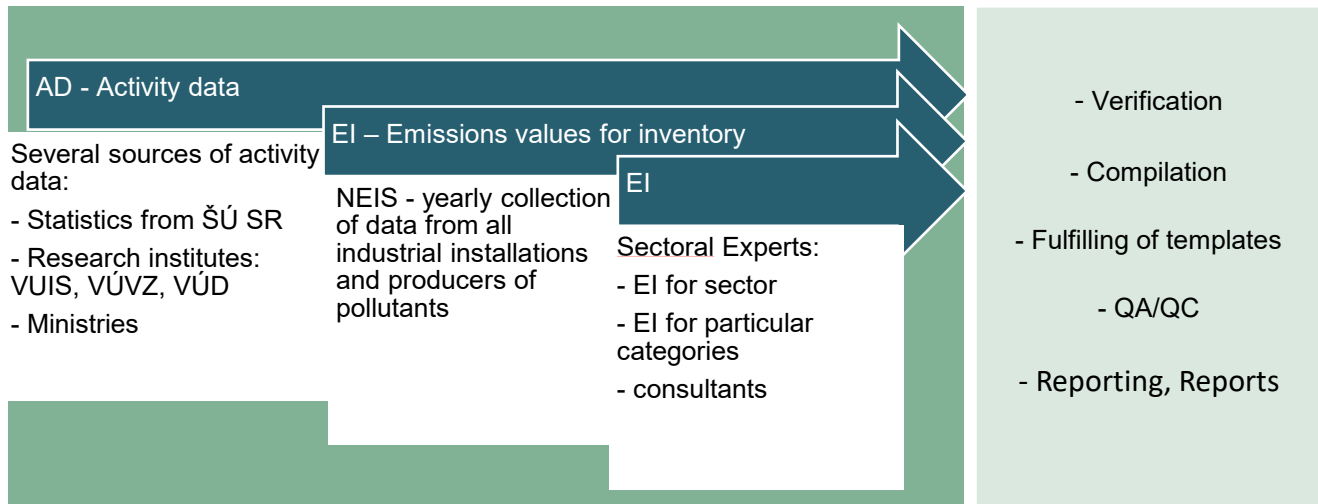 AD - Activity data
Several sources of activity
data:
- Statistics from ŠÚ SR
- Research institutes:
VUIS, VÚVZ, VÚD
- Ministries
EI – Emissions values for inventory
NEIS - yearly collection
of data from all
industrial installations
and producers of
pollutants
EI
Sectoral Experts:
- EI for sector
- EI for particular
categories
- consultants
- Verification
- Compilation
- Fulfilling of templates
- QA/QC
- Reporting, Reports